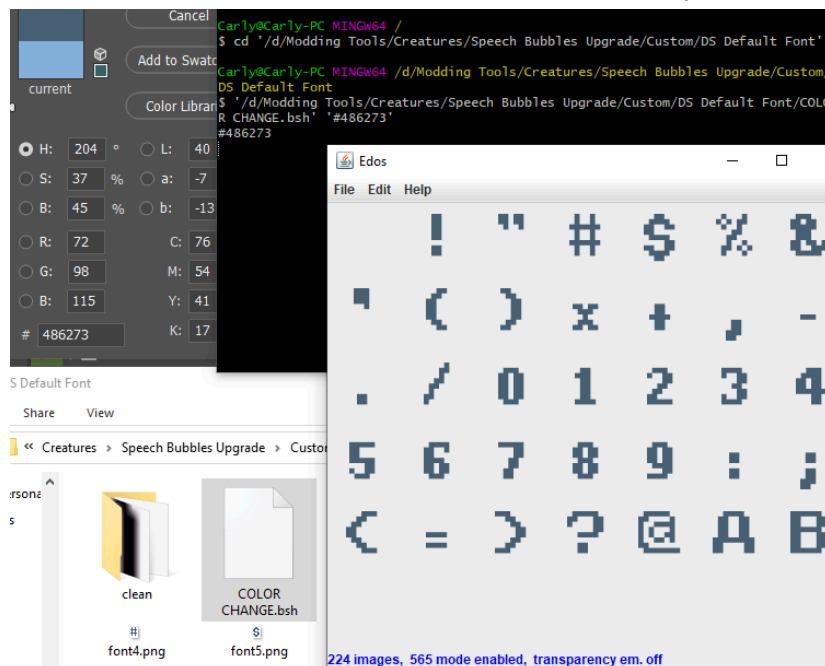 Cancel
Add to Swatc
current
Color Librar
H: 204 ° L: 40
S: 37 % a: -7
B: 45 % b: -13
R: 72 C: 76
G: 98 M: 54
B: 115 Y: 41
# 486273 K: 17
Carly@Carly-PC MINGW64 /
$ cd '/d/Modding Tools/Creatures/Speech Bubbles Upgrade/Custom/DS Default Font'
Carly@Carly-PC MINGW64 /d/Modding Tools/Creatures/Speech Bubbles Upgrade/Custom/
DS Default Font
$ '/d/Modding Tools/Creatures/Speech Bubbles Upgrade/Custom/DS Default Font/COLO
R CHANGE.bsh' '#486273'
#486273
Edos
File Edit Help
! " # $ % &
' ( ) x + , -
. / 0 1 2 3 4
5 6 7 8 9 : ;
< = > ? @ A B
224 images, 565 mode enabled, transparency em. off
S Default Font
Share View
« Creatures > Speech Bubbles Upgrade > Custor
ersona
s
clean
COLOR
CHANGE.bsh
#
font4.png
$
font5.png